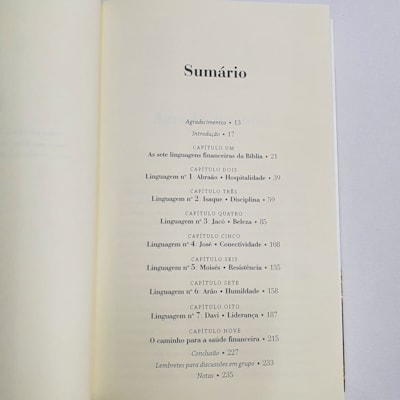 Sumário
Agradecimentos • 13
Introdução • 17
CAPÍTULO UM
As sete linguagens financeiras da Bíblia • 21
CAPÍTULO DOIS
Linguagem nº 1: Abraão • Hospitalidade • 39
CAPÍTULO TRÊS
Linguagem nº 2: Isaque • Disciplina • 59
CAPÍTULO QUATRO
Linguagem nº 3: Jacó • Beleza • 85
CAPÍTULO CINCO
Linguagem nº 4: José • Conectividade • 108
CAPÍTULO SEIS
Linguagem nº 5: Moisés • Resistência • 135
CAPÍTULO SETE
Linguagem nº 6: Arão • Humildade • 158
CAPÍTULO OITO
Linguagem nº 7: Davi • Liderança • 187
CAPÍTULO NOVE
O caminho para a saúde financeira • 215
Conclusão • 227
Lembretes para discussões em grupo • 233
Notas • 235